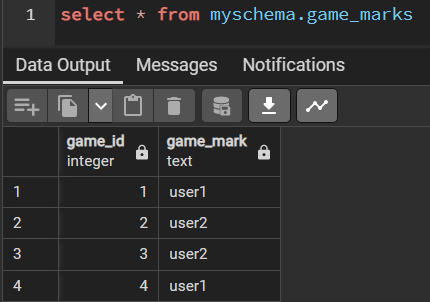 1 select * from myschema.game_marks
Data Output Messages Notifications
game_id game_mark
integer text
1 1 user1
2 2 user2
3 3 user2
4 4 user1